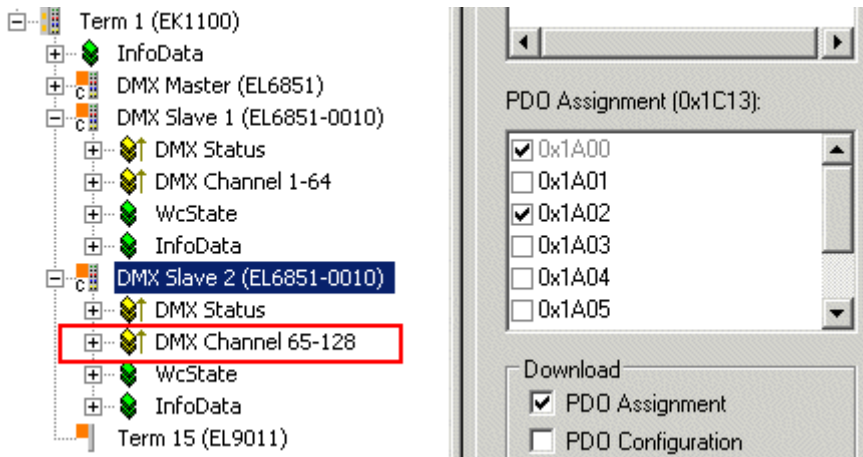 Term 1 (EK1100)
InfoData
DMX Master (EL6851)
DMX Slave 1 (EL6851-0010)
DMX Status
DMX Channel 1-64
WcState
InfoData
DMX Slave 2 (EL6851-0010)
DMX Status
DMX Channel 65-128
WcState
InfoData
Term 15 (EL9011)
PDO Assignment (0x1C13):
0x1A00
0x1A01
0x1A02
0x1A03
0x1A04
0x1A05
Download
PDO Assignment
PDO Configuration